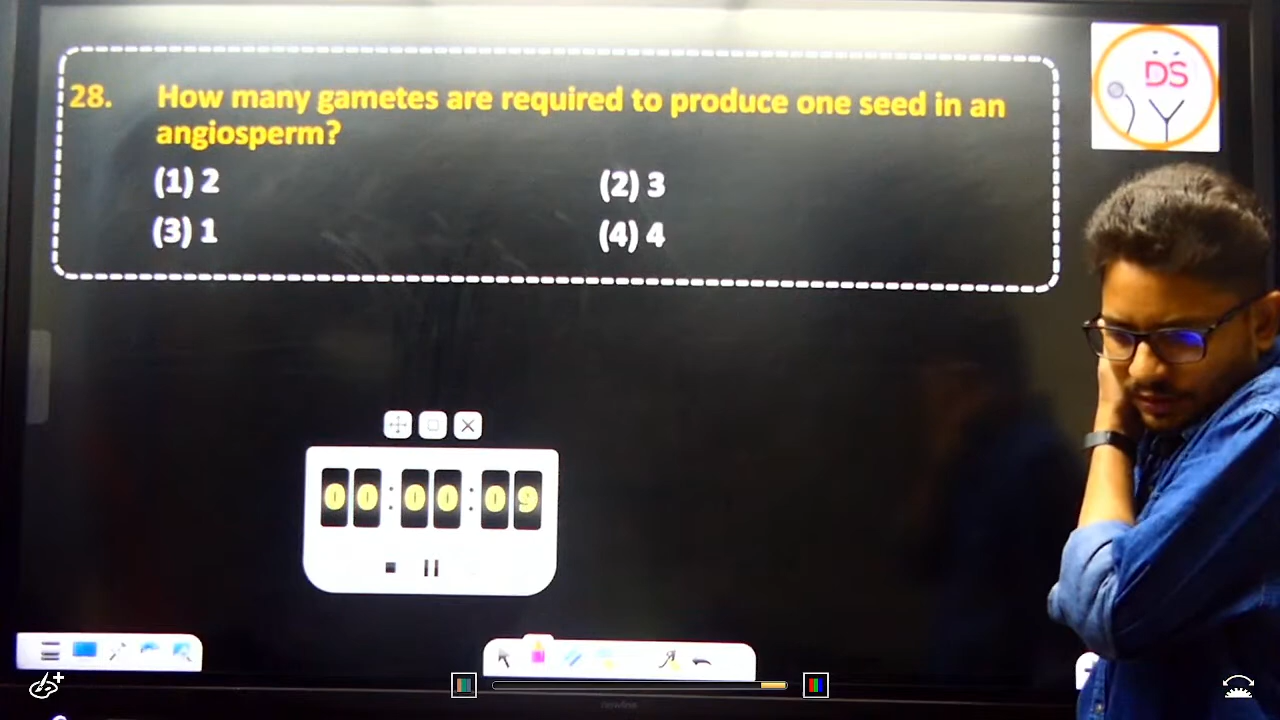 DS
28. How many gametes are required to produce one seed in an
angiosperm?
(1) 2 (2) 3
(3) 1 (4) 4
00:00:09